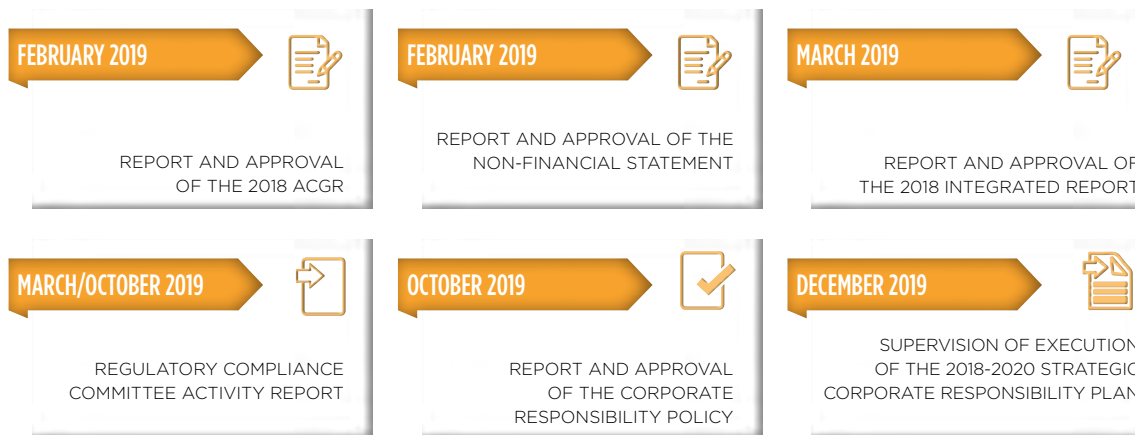 FEBRUARY 2019
REPORT AND APPROVAL
OF THE 2018 ACGR
FEBRUARY 2019
REPORT AND APPROVAL OF THE
NON-FINANCIAL STATEMENT
MARCH 2019
REPORT AND APPROVAL OF
THE 2018 INTEGRATED REPORT
MARCH/OCTOBER 2019
REGULATORY COMPLIANCE
COMMITTEE ACTIVITY REPORT
OCTOBER 2019
REPORT AND APPROVAL
OF THE CORPORATE
RESPONSIBILITY POLICY
DECEMBER 2019
SUPERVISION OF EXECUTION
OF THE 2018-2020 STRATEGIC
CORPORATE RESPONSIBILITY PLAN